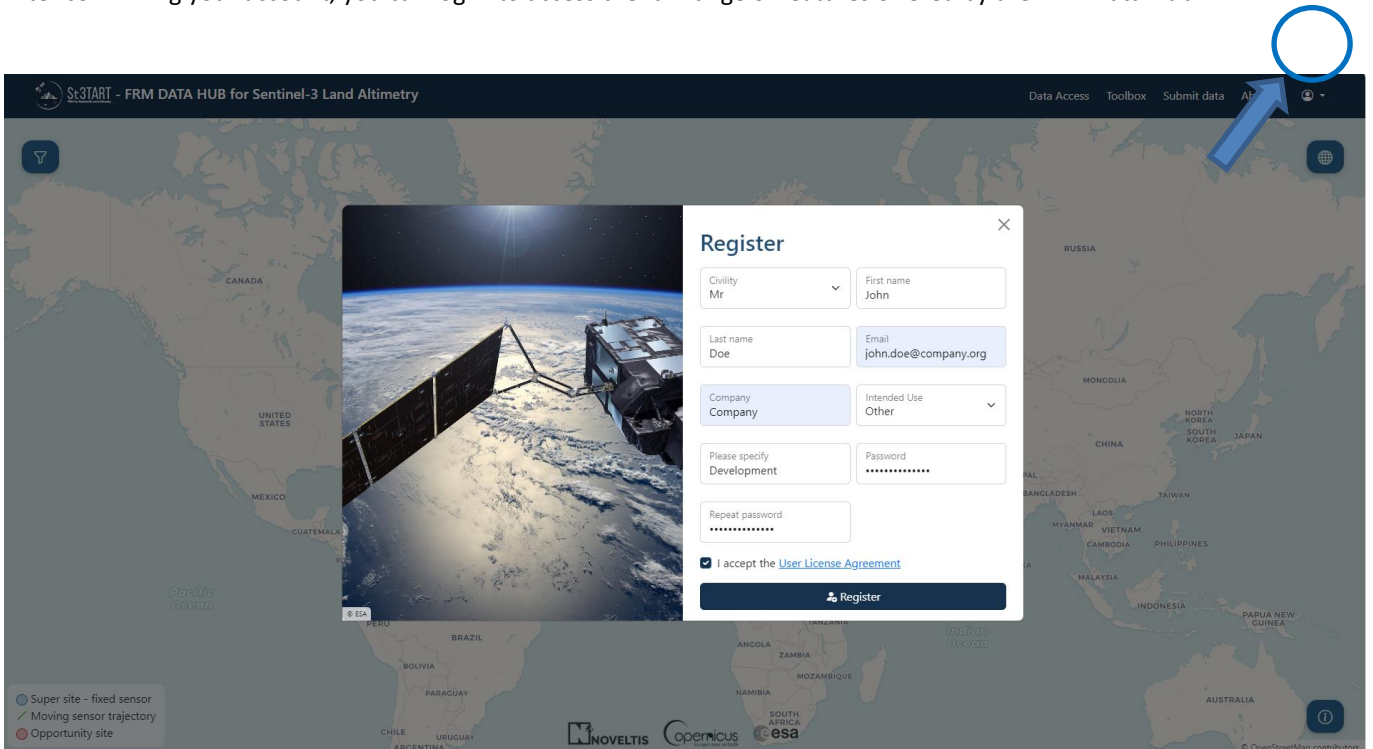 St3TART - FRM DATA HUB for Sentinel-3 Land Altimetry
Data Access Toolbox Submit data
Register
Civility
Mr
First name
John
Last name
Doe
Email
john.doe@company.org
Company
Company
Intended Use
Other
Please specify
Development
Password
••••••••••••••
Repeat password
••••••••••••••
I accept the User License Agreement
Register
© ESA
CANADA
UNITED
STATES
MEXICO
GUATEMALA
Pacific
Ocean
PERU
BRAZIL
BOLIVIA
PARAGUAY
CHILE
URUGUAY
ARGENTINA
RUSSIA
MONGOLIA
NORTH
KOREA
SOUTH
KOREA
JAPAN
CHINA
BANGLADESH
TAIWAN
LAOS
MYANMAR
VIETNAM
CAMBODIA
PHILIPPINES
MALAYSIA
INDONESIA
PAPUA NEW
GUINEA
TANZANIA
ANGOLA
ZAMBIA
MOZAMBIQUE
NAMIBIA
SOUTH
AFRICA
Indian
Ocean
AUSTRALIA
Super site - fixed sensor
Moving sensor trajectory
Opportunity site
NOVELTIS
opernicus
esa
© OpenStreetMap contributors